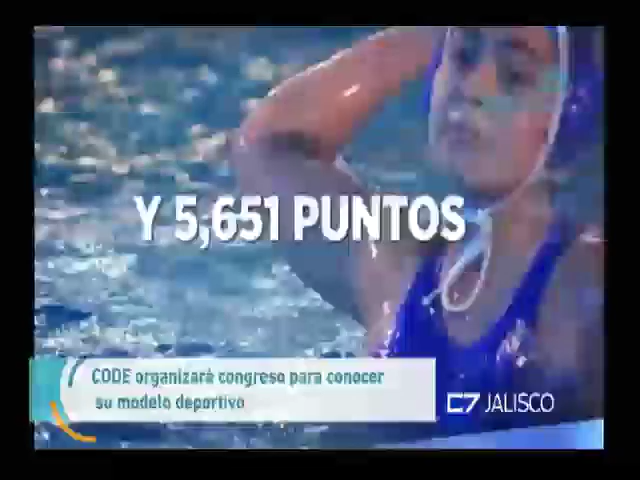 Y 5,651 PUNTOS
CODE organizará congreso para conocer
su modelo deportivo
C7 JALISCO